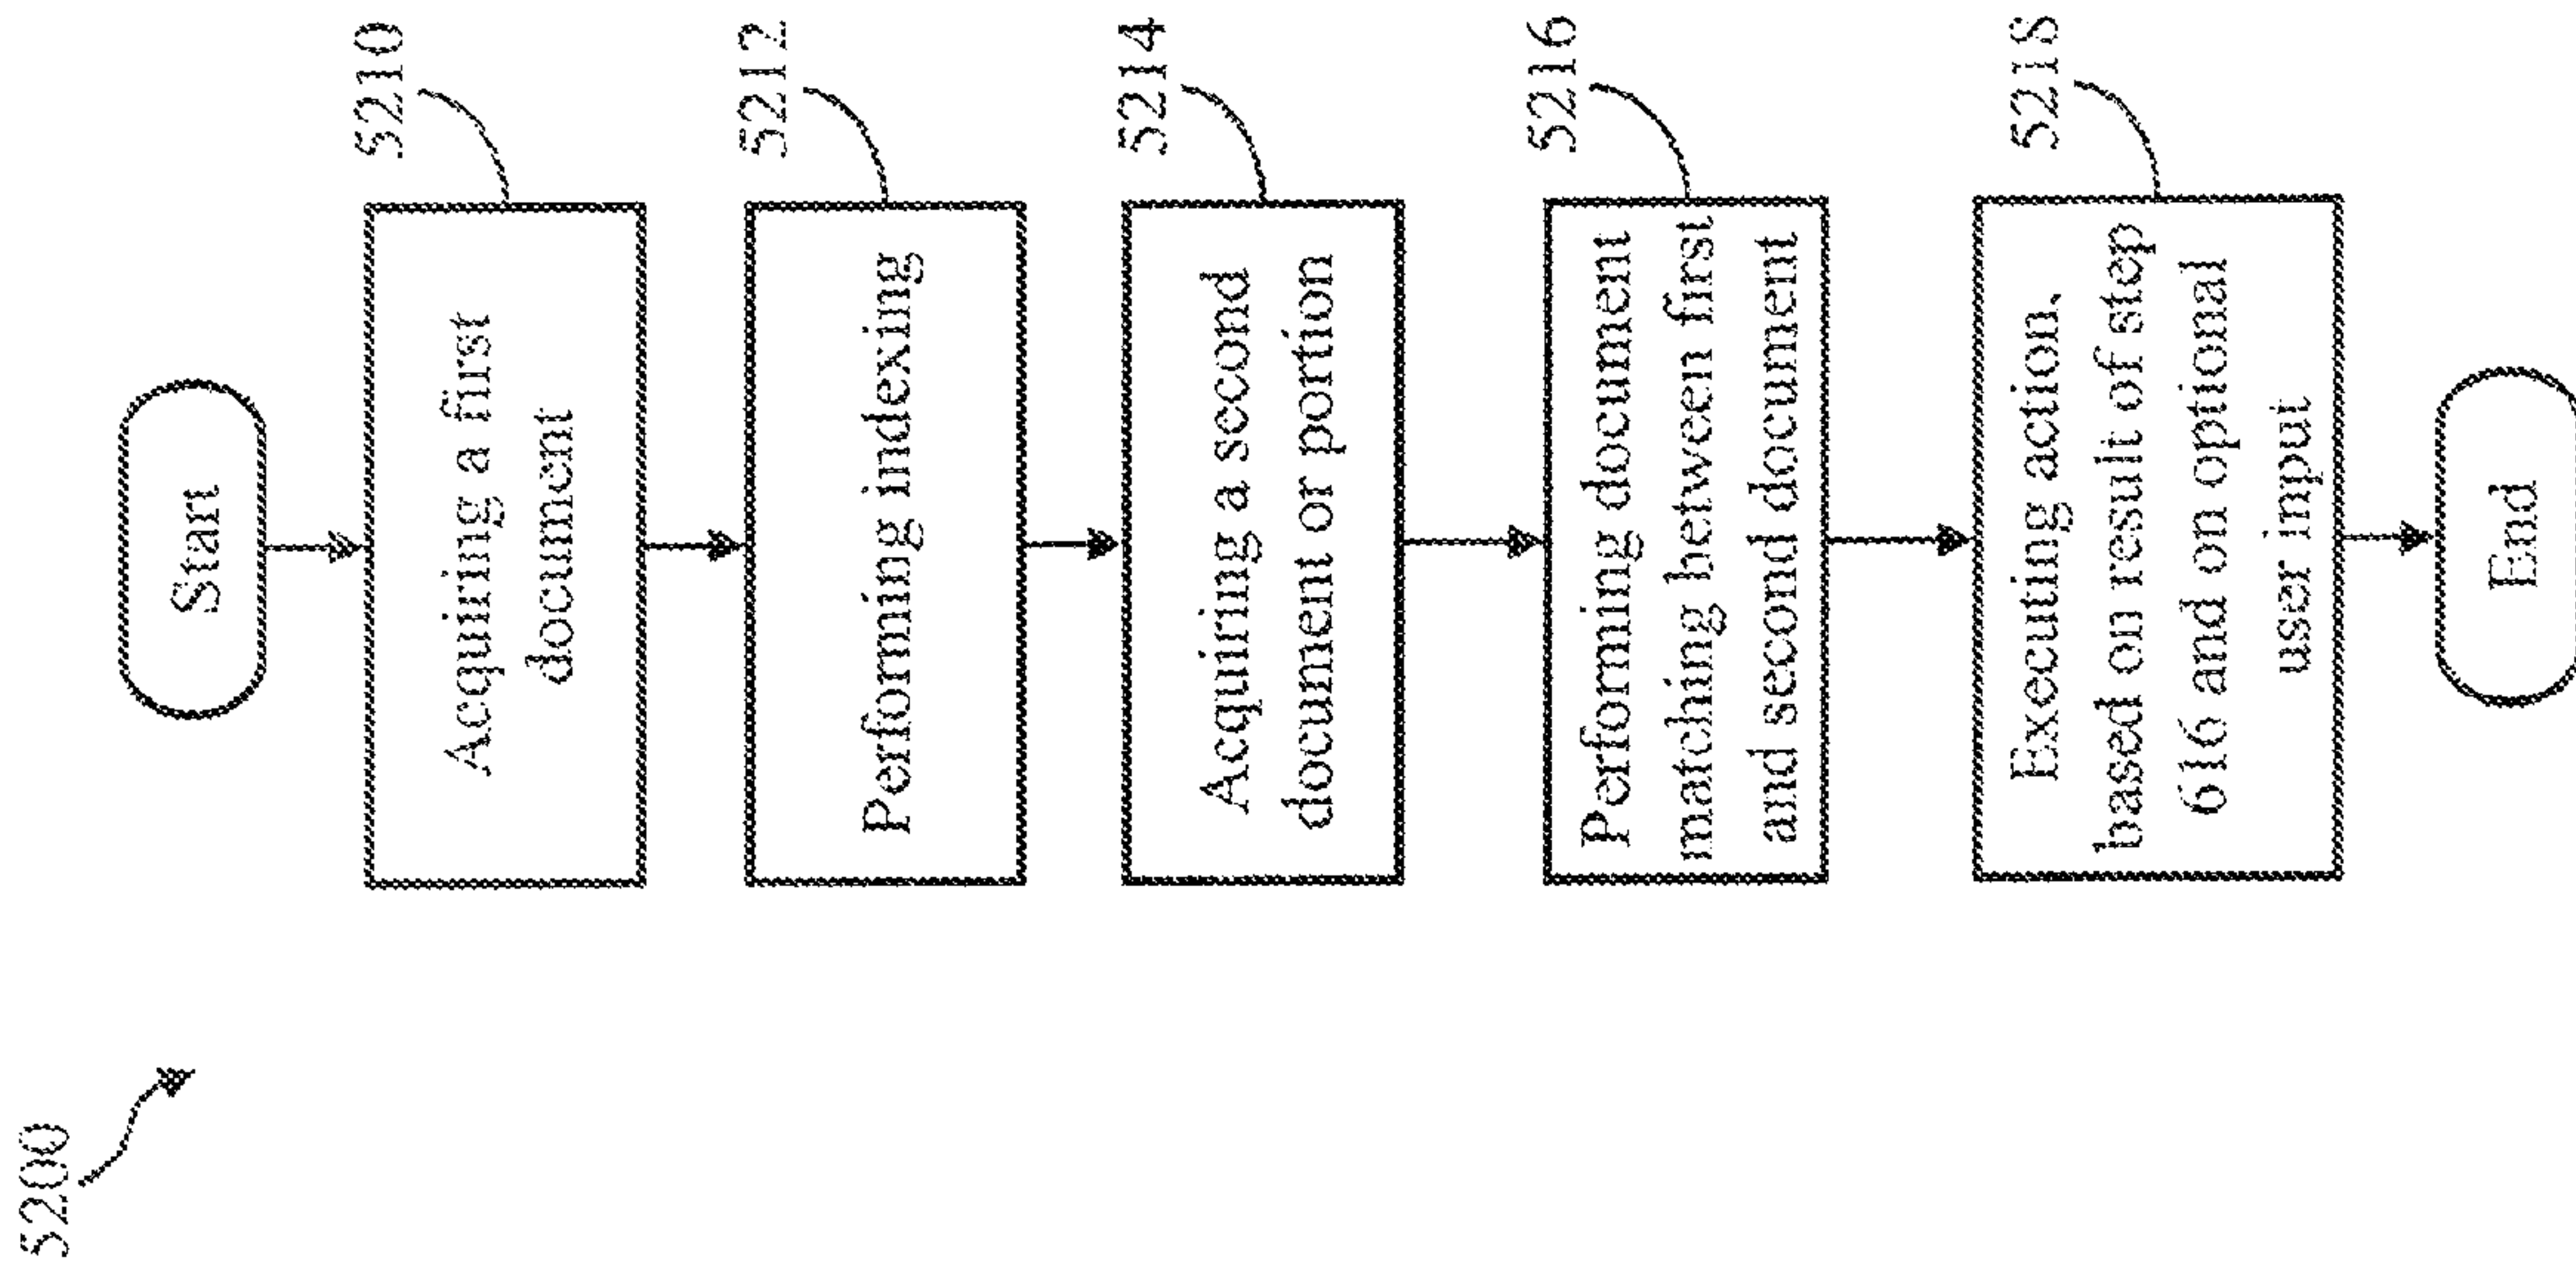 5200
Start
5210
Acquiring a first
document
5212
Performing indexing
5214
Acquiring a second
document or portion
5216
Performing document
matching between first
and second document
5218
Executing action,
based on result of step
616 and on optional
user input
End